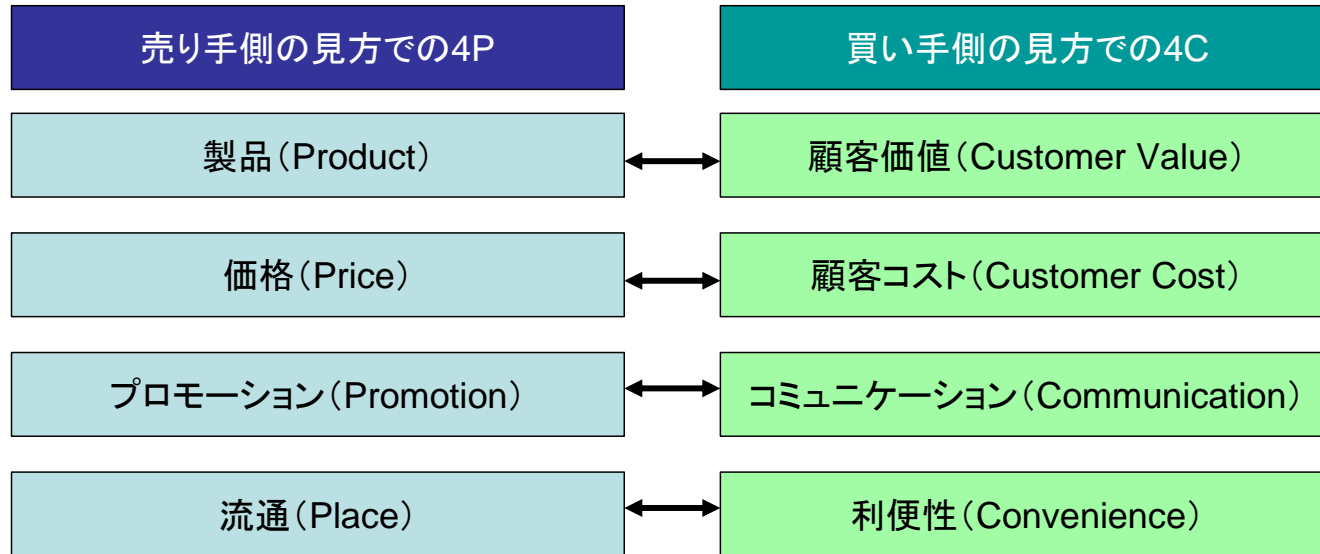 売り手側の見方での4P
買い手側の見方での4C
製品（Product）
顧客価値（Customer Value）
価格（Price）
顧客コスト（Customer Cost）
プロモーション（Promotion）
コミュニケーション（Communication）
流通（Place）
利便性（Convenience）